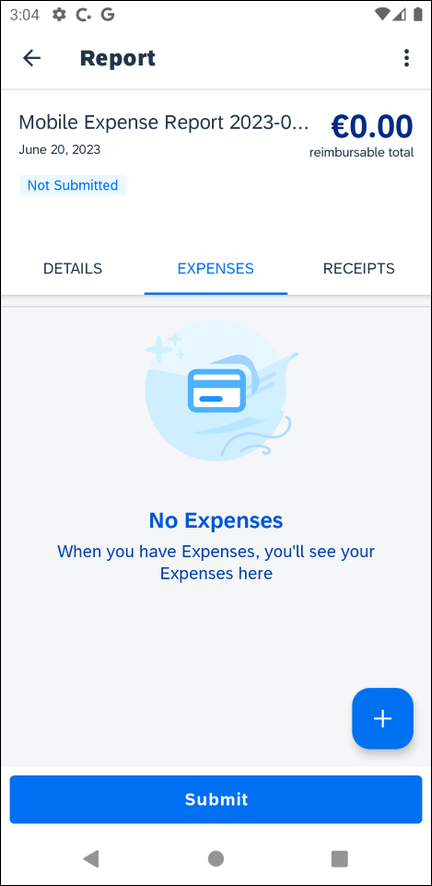 3:04
Report
Mobile Expense Report 2023-0...
€0.00
June 20, 2023
reimbursable total
Not Submitted
DETAILS
EXPENSES
RECEIPTS
No Expenses
When you have Expenses, you'll see your
Expenses here
Submit